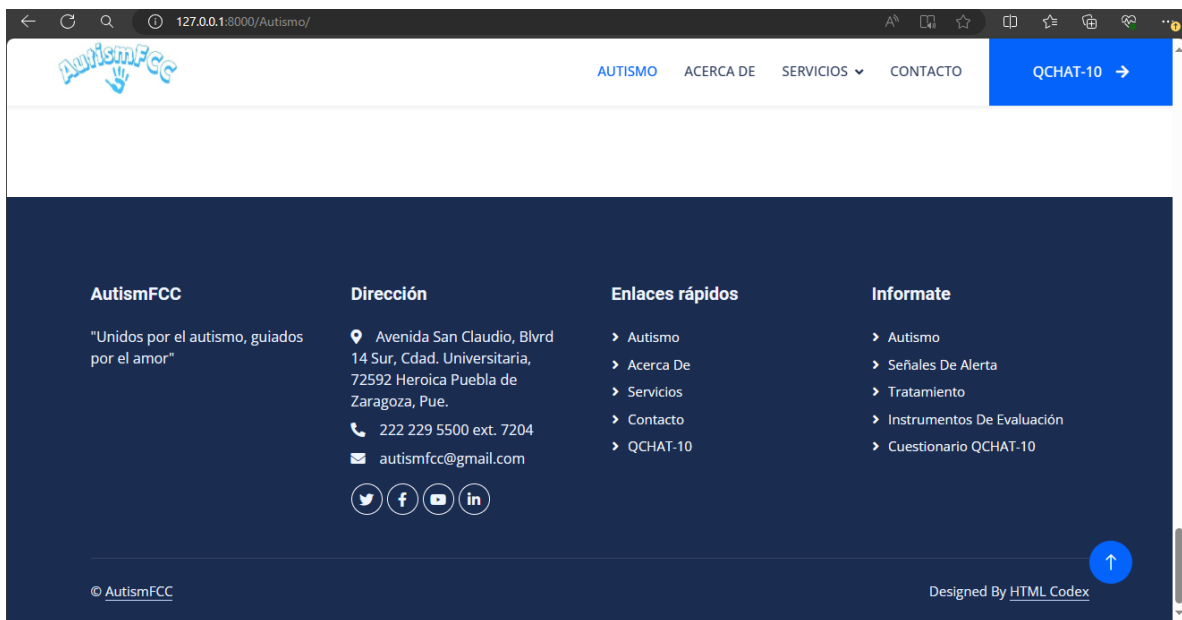 127.0.0.1:8000/Autismo/
AutismFCC
AUTISMO ACERCA DE SERVICIOS CONTACTO QCHAT-10
AutismFCC
"Unidos por el autismo, guiados
por el amor"
Dirección
Avenida San Claudio, Blvrd
14 Sur, Cdad. Universitaria,
72592 Heroica Puebla de
Zaragoza, Pue.
222 229 5500 ext. 7204
autismfcc@gmail.com
Enlaces rápidos
Autismo
Acerca De
Servicios
Contacto
QCHAT-10
Informate
Autismo
Señales De Alerta
Tratamiento
Instrumentos De Evaluación
Cuestionario QCHAT-10
© AutismFCC
Designed By HTML Codex